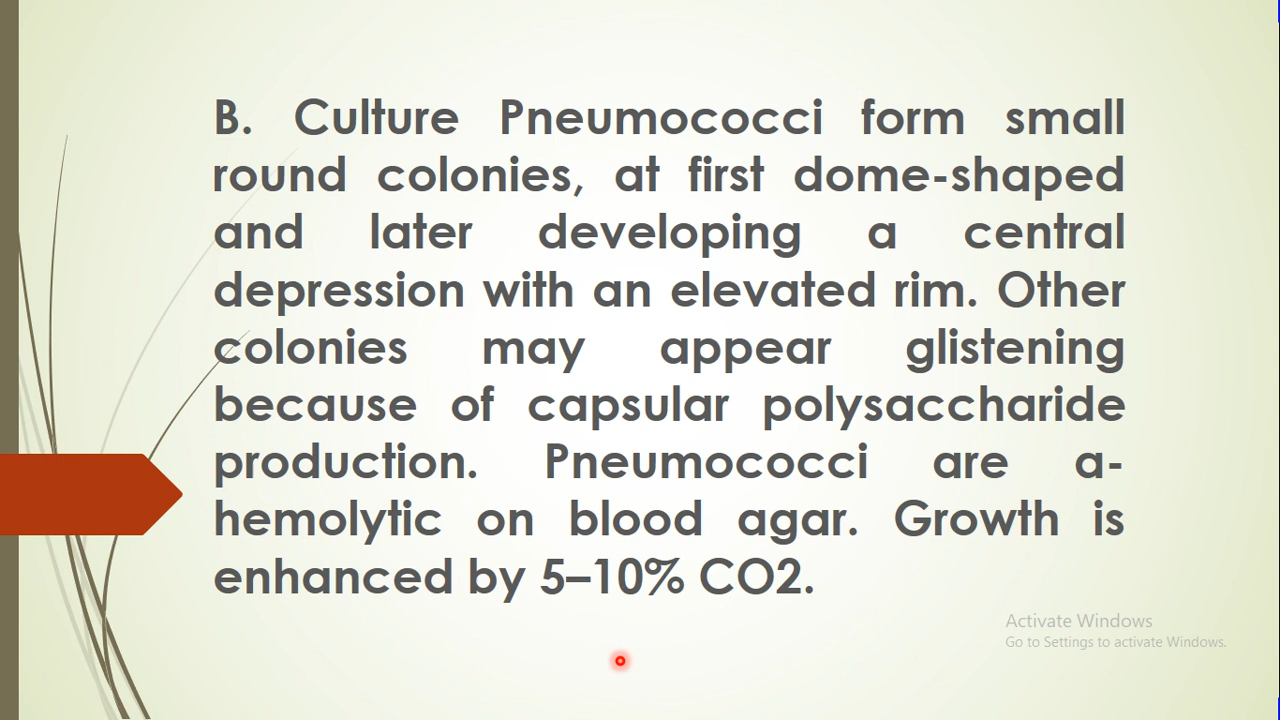 B. Culture Pneumococci form small
round colonies, at first dome-shaped
and later developing a central
depression with an elevated rim. Other
colonies may appear glistening
because of capsular polysaccharide
production. Pneumococci are a-
hemolytic on blood agar. Growth is
enhanced by 5–10% CO2.
Activate Windows
Go to Settings to activate Windows.